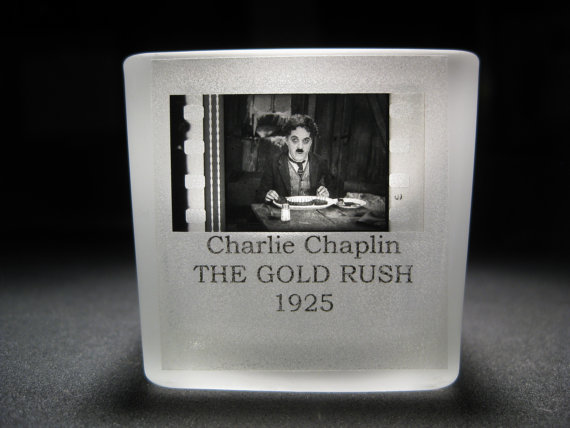 Charlie Chaplin
THE GOLD RUSH
1925